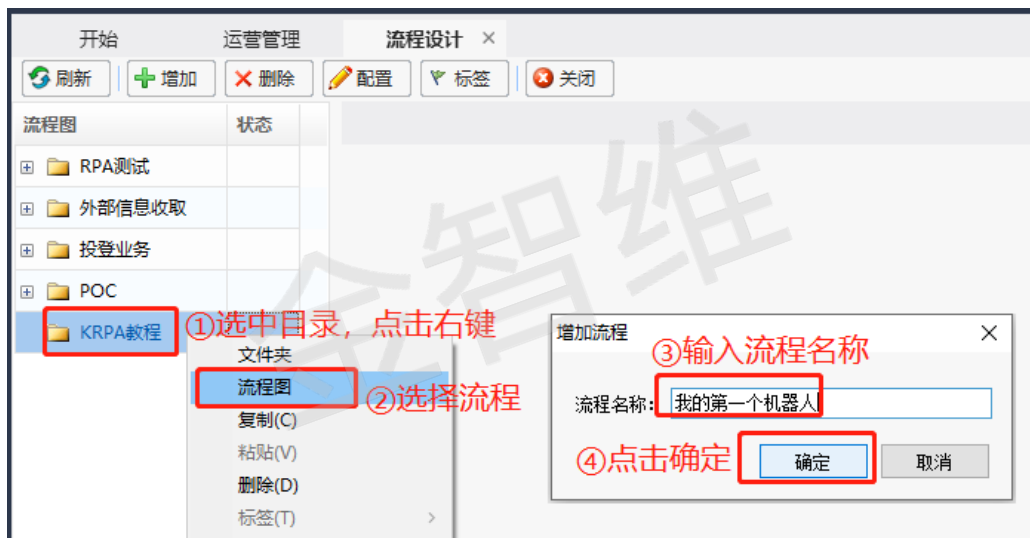 开始 运营管理 流程设计 ×
刷新 增加 删除 配置 标签 关闭
流程图 状态
RPA测试
外部信息收取
投登业务
POC
KRPA教程
①选中目录，点击右键
文件夹
流程图
②选择流程
复制(C)
粘贴(V)
删除(D)
标签(T)
增加流程
③输入流程名称
流程名称: 我的第一个机器人
④点击确定
确定 取消
金智维